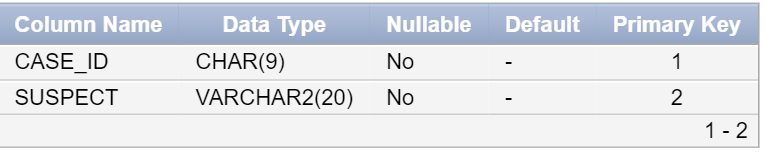 Column Name Data Type Nullable Default Primary Key
CASE_ID CHAR(9) No - 1
SUSPECT VARCHAR2(20) No - 2
1 - 2